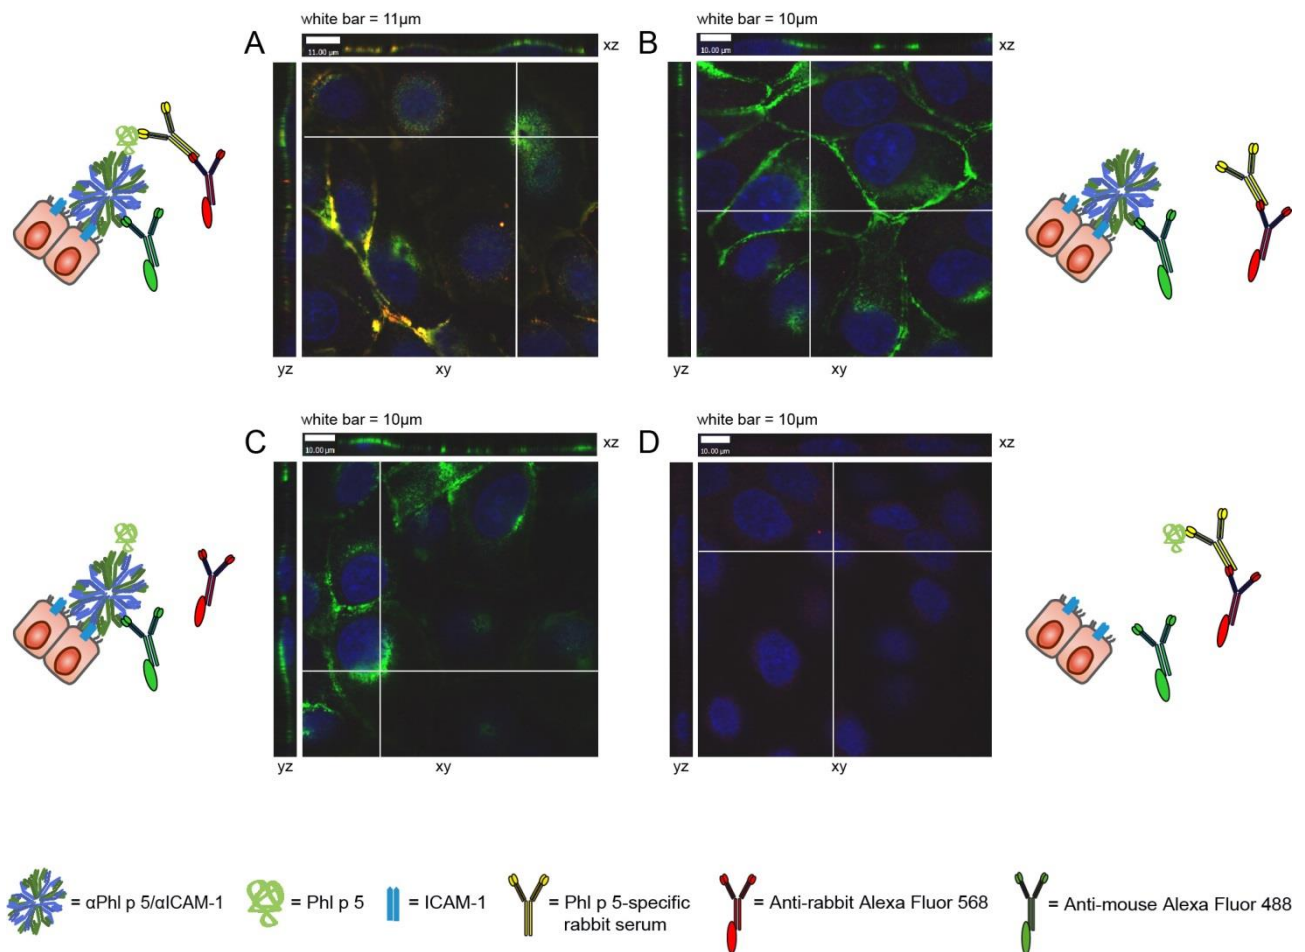 white bar = 11µm
white bar = 10µm
A
11.00 µm
xz
B
10.00 µm
xz
yz
xy
yz
xy
white bar = 10µm
white bar = 10µm
C
10.00 µm
xz
D
10.00 µm
xz
yz
xy
yz
xy
= αPhl p 5/αICAM-1
= Phl p 5
= ICAM-1
= Phl p 5-specific
rabbit serum
= Anti-rabbit Alexa Fluor 568
= Anti-mouse Alexa Fluor 488